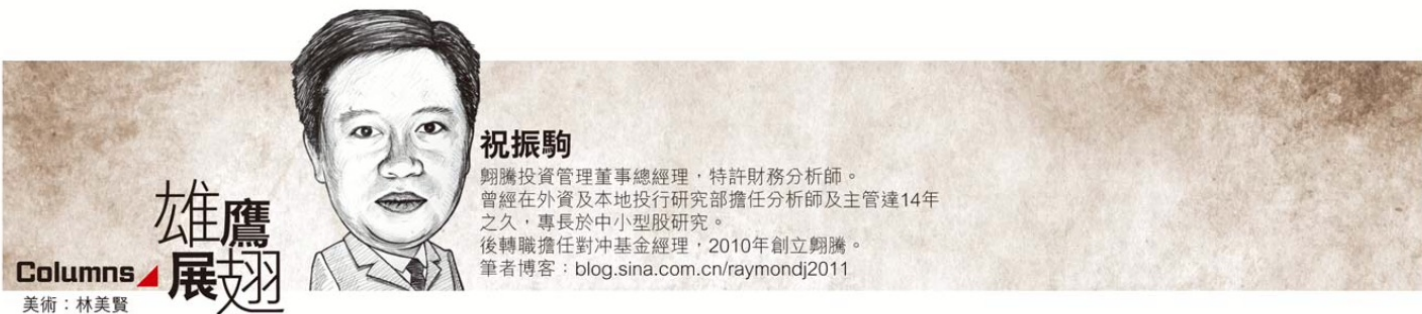 祝振駒
翺騰投資管理董事總經理，特許財務分析師。
曾經在外資及本地投行研究部擔任分析師及主管達14年
之久，專長於中小型股研究。
後轉職擔任對冲基金經理，2010年創立翺騰。
筆者博客：blog.sina.com.cn/raymondj2011
雄鷹
展翅
Columns
美術：林美賢